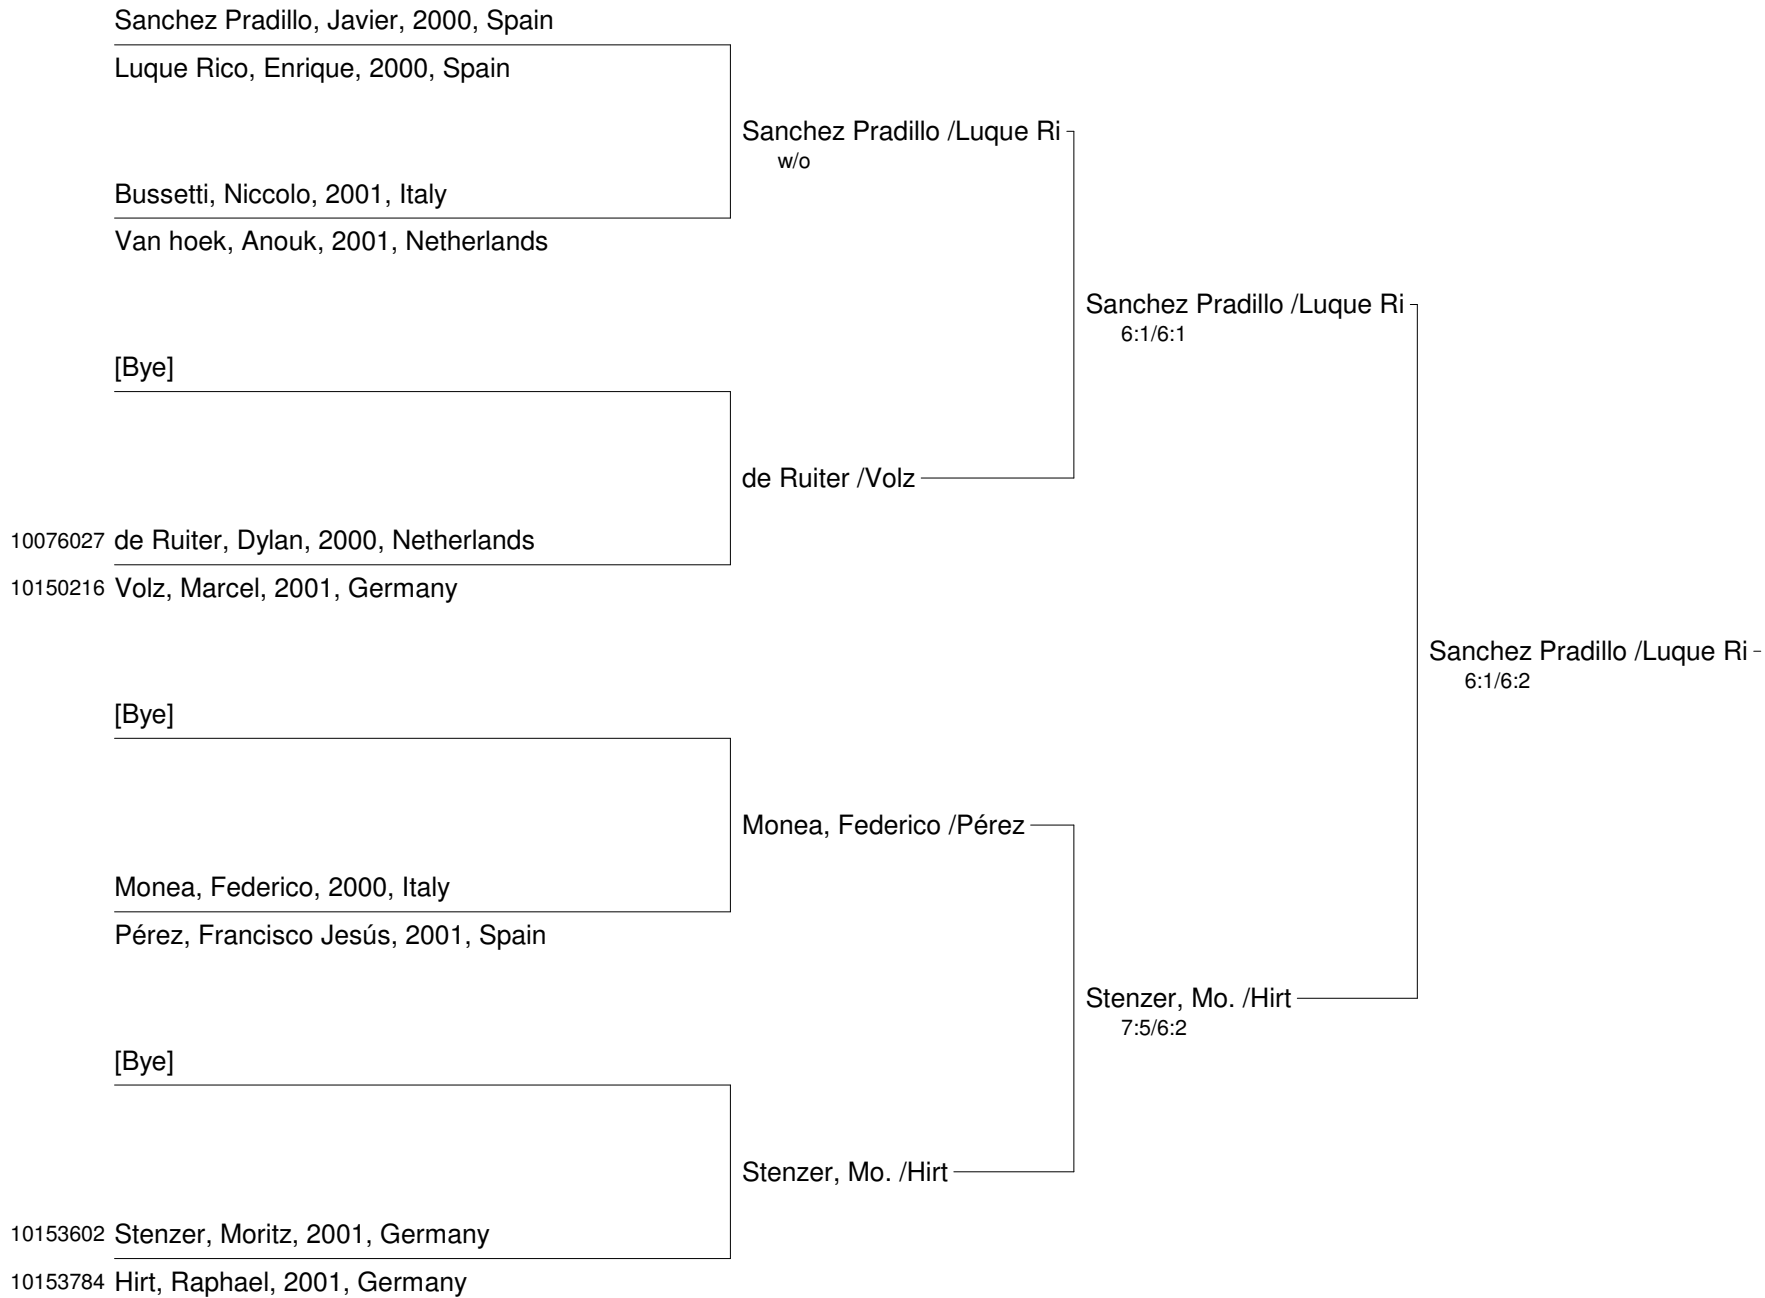 Sanchez Pradillo, Javier, 2000, Spain
Luque Rico, Enrique, 2000, Spain
Sanchez Pradillo /Luque Ri
w/o
Bussetti, Niccolo, 2001, Italy
Van hoek, Anouk, 2001, Netherlands
Sanchez Pradillo /Luque Ri
6:1/6:1
[Bye]
de Ruiter /Volz
10076027 de Ruiter, Dylan, 2000, Netherlands
10150216 Volz, Marcel, 2001, Germany
Sanchez Pradillo /Luque Ri
6:1/6:2
[Bye]
Monea, Federico /Pérez
Monea, Federico, 2000, Italy
Pérez, Francisco Jesús, 2001, Spain
Stenzer, Mo. /Hirt
7:5/6:2
[Bye]
Stenzer, Mo. /Hirt
10153602 Stenzer, Moritz, 2001, Germany
10153784 Hirt, Raphael, 2001, Germany